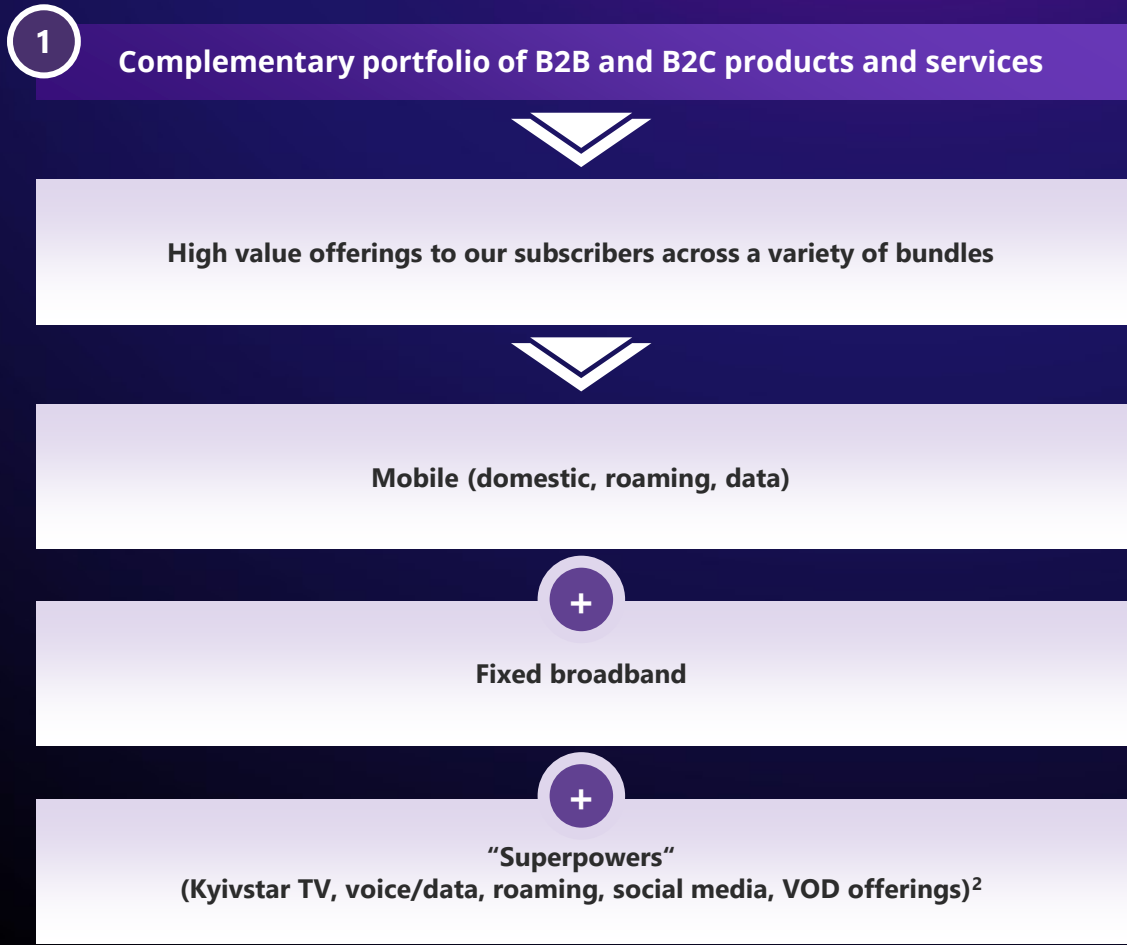 1
Complementary portfolio of B2B and B2C products and services
High value offerings to our subscribers across a variety of bundles
Mobile (domestic, roaming, data)
+
Fixed broadband
+
“Superpowers“
(Kyivstar TV, voice/data, roaming, social media, VOD offerings)²